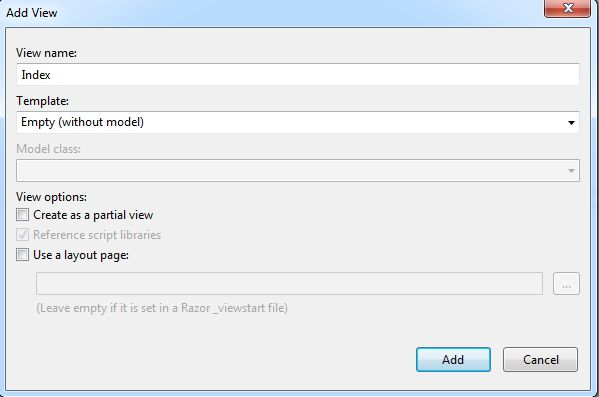 Add View
View name:
Index
Template:
Empty (without model)
Model class:
View options:
Create as a partial view
Reference script libraries
Use a layout page:
...
(Leave empty if it is set in a Razor _viewstart file)
Add Cancel